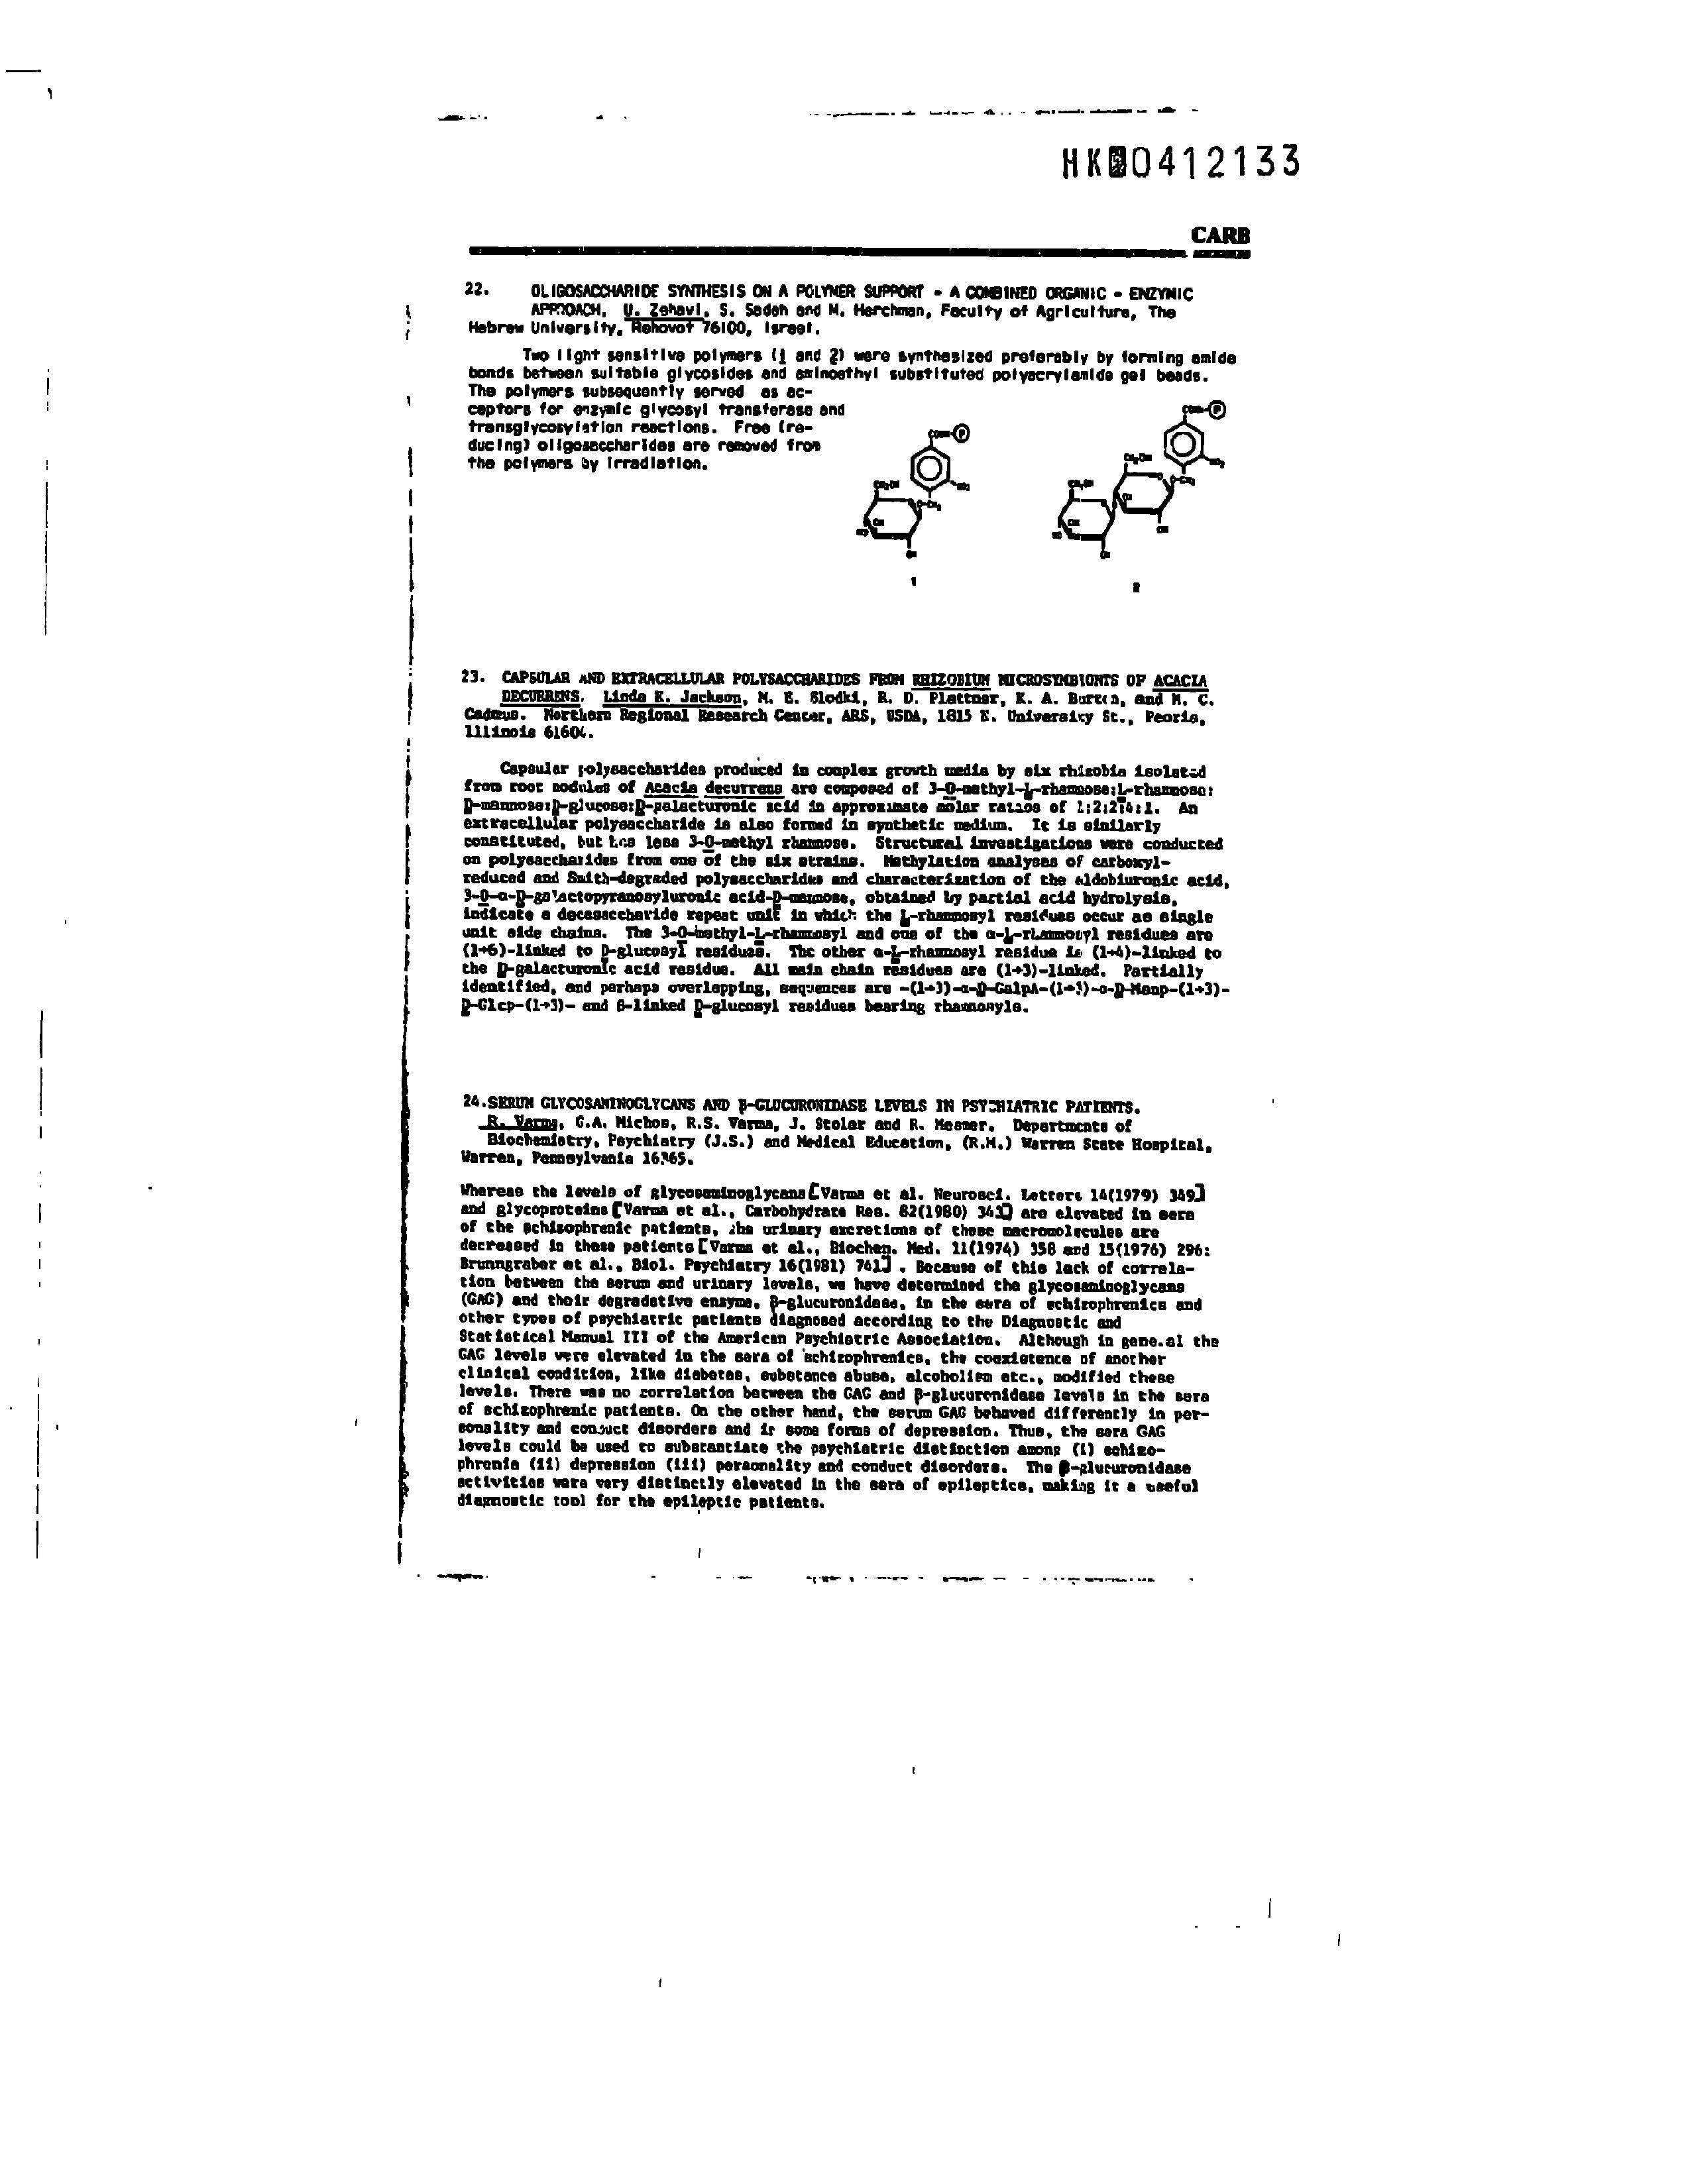 HK00412133
CARB
22. OLIGOSACCHARIDE SYNTHESIS ON A POLYMER SUPPORT - A COMBINED ORGANIC - ENZYMIC
APPROACH, U. Zehavi, S. Sadeh and M. Herchman, Faculty of Agriculture, The
Hebrew University, Rehovot 76100, Israel.
Two light sensitive polymers (1 and 2) were synthesized preferably by forming amide
bonds between suitable glycosides and aminoethyl substituted polyacrylamide gel beads.
The polymers subsequently served as ac-
ceptors for enzymic glycosyl transferase and
transglycosylation reactions. Free (re-
ducing) oligosaccharides are removed from
the polymers by irradiation.
1
2
23. CAPSULAR AND EXTRACELLULAR POLYSACCHARIDES FROM RHIZOBIUM MICROSYMBIONTS OF ACACIA
DECURRENS. Linda K. Jackson, M. E. Slodki, R. D. Plattner, K. A. Burton, and M. C.
Cadmus. Northern Regional Research Center, ARS, USDA, 1815 N. University St., Peoria,
Illinois 61604.
Capsular polysaccharides produced in complex growth media by six rhizobia isolated
from root nodules of Acacia decurrens are composed of 3-O-methyl-L-rhamnose:L-rhamnose:
D-mannose:D-glucose:D-galacturonic acid in approximate molar ratios of 1:2:2:4:1. An
extracellular polysaccharide is also formed in synthetic medium. It is similarly
constituted, but has less 3-O-methyl rhamnose. Structural investigations were conducted
on polysaccharides from one of the six strains. Methylation analyses of carboxyl-
reduced and Smith-degraded polysaccharides and characterization of the aldobiuronic acid,
3-O-α-D-galactopyranosyluronic acid-D-mannose, obtained by partial acid hydrolysis,
indicate a decasaccharide repeat unit in which the L-rhamnosyl residues occur as single
unit side chains. The 3-O-methyl-L-rhamnosyl and one of the α-L-rhamnosyl residues are
(1→6)-linked to D-glucosyl residues. The other α-L-rhamnosyl residue is (1→4)-linked to
the D-galacturonic acid residue. All main chain residues are (1→3)-linked. Partially
identified, and perhaps overlapping, sequences are -(1→3)-α-D-GalpA-(1→3)-α-D-Manp-(1→3)-
D-Glcp-(1→3)- and β-linked D-glucosyl residues bearing rhamnosyls.
24.SERUM GLYCOSAMINOGLYCANS AND β-GLUCURONIDASE LEVELS IN PSYCHIATRIC PATIENTS.
R. Varma, G.A. Michos, R.S. Varma, J. Stolar and R. Mesmer. Departments of
Biochemistry, Psychiatry (J.S.) and Medical Education, (R.M.) Warren State Hospital,
Warren, Pennsylvania 16365.
Whereas the levels of glycosaminoglycans [Varma et al. Neurosci. Letters 14(1979) 349]
and glycoproteins [Varma et al., Carbohydrate Res. 82(1980) 343] are elevated in sera
of the schizophrenic patients, the urinary excretions of these macromolecules are
decreased in these patients [Varma et al., Biochem. Med. 11(1974) 358 and 15(1976) 296:
Brunngraber et al., Biol. Psychiatry 16(1981) 741] . Because of this lack of correla-
tion between the serum and urinary levels, we have determined the glycosaminoglycans
(GAG) and their degradative enzyme, β-glucuronidase, in the sera of schizophrenics and
other types of psychiatric patients diagnosed according to the Diagnostic and
Statistical Manual III of the American Psychiatric Association. Although in general the
GAG levels were elevated in the sera of schizophrenics, the coexistence of another
clinical condition, like diabetes, substance abuse, alcoholism etc., modified these
levels. There was no correlation between the GAG and β-glucuronidase levels in the sera
of schizophrenic patients. On the other hand, the serum GAG behaved differently in per-
sonality and conduct disorders and in some forms of depression. Thus, the sera GAG
levels could be used to substantiate the psychiatric distinction among (i) schizo-
phrenia (ii) depression (iii) personality and conduct disorders. The β-glucuronidase
activities were very distinctly elevated in the sera of epileptics, making it a useful
diagnostic tool for the epileptic patients.